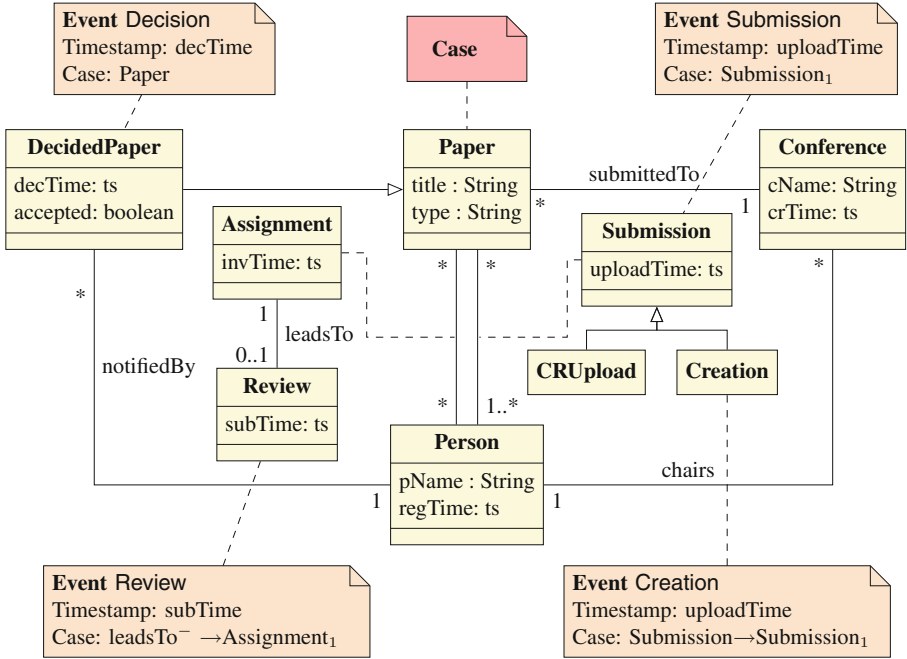 Event Decision
Timestamp: decTime
Case: Paper
Case
Event Submission
Timestamp: uploadTime
Case: Submission₁
DecidedPaper
decTime: ts
accepted: boolean
Paper
title : String
type : String
submittedTo
*
1
Conference
cName: String
crTime: ts
Assignment
invTime: ts
Submission
uploadTime: ts
*
*
*
*
1
leadsTo
0..1
notifiedBy
CRUpload
Creation
Review
subTime: ts
*
1..*
Person
pName : String
regTime: ts
chairs
1
1
Event Review
Timestamp: subTime
Case: leadsTo⁻ →Assignment₁
Event Creation
Timestamp: uploadTime
Case: Submission→Submission₁